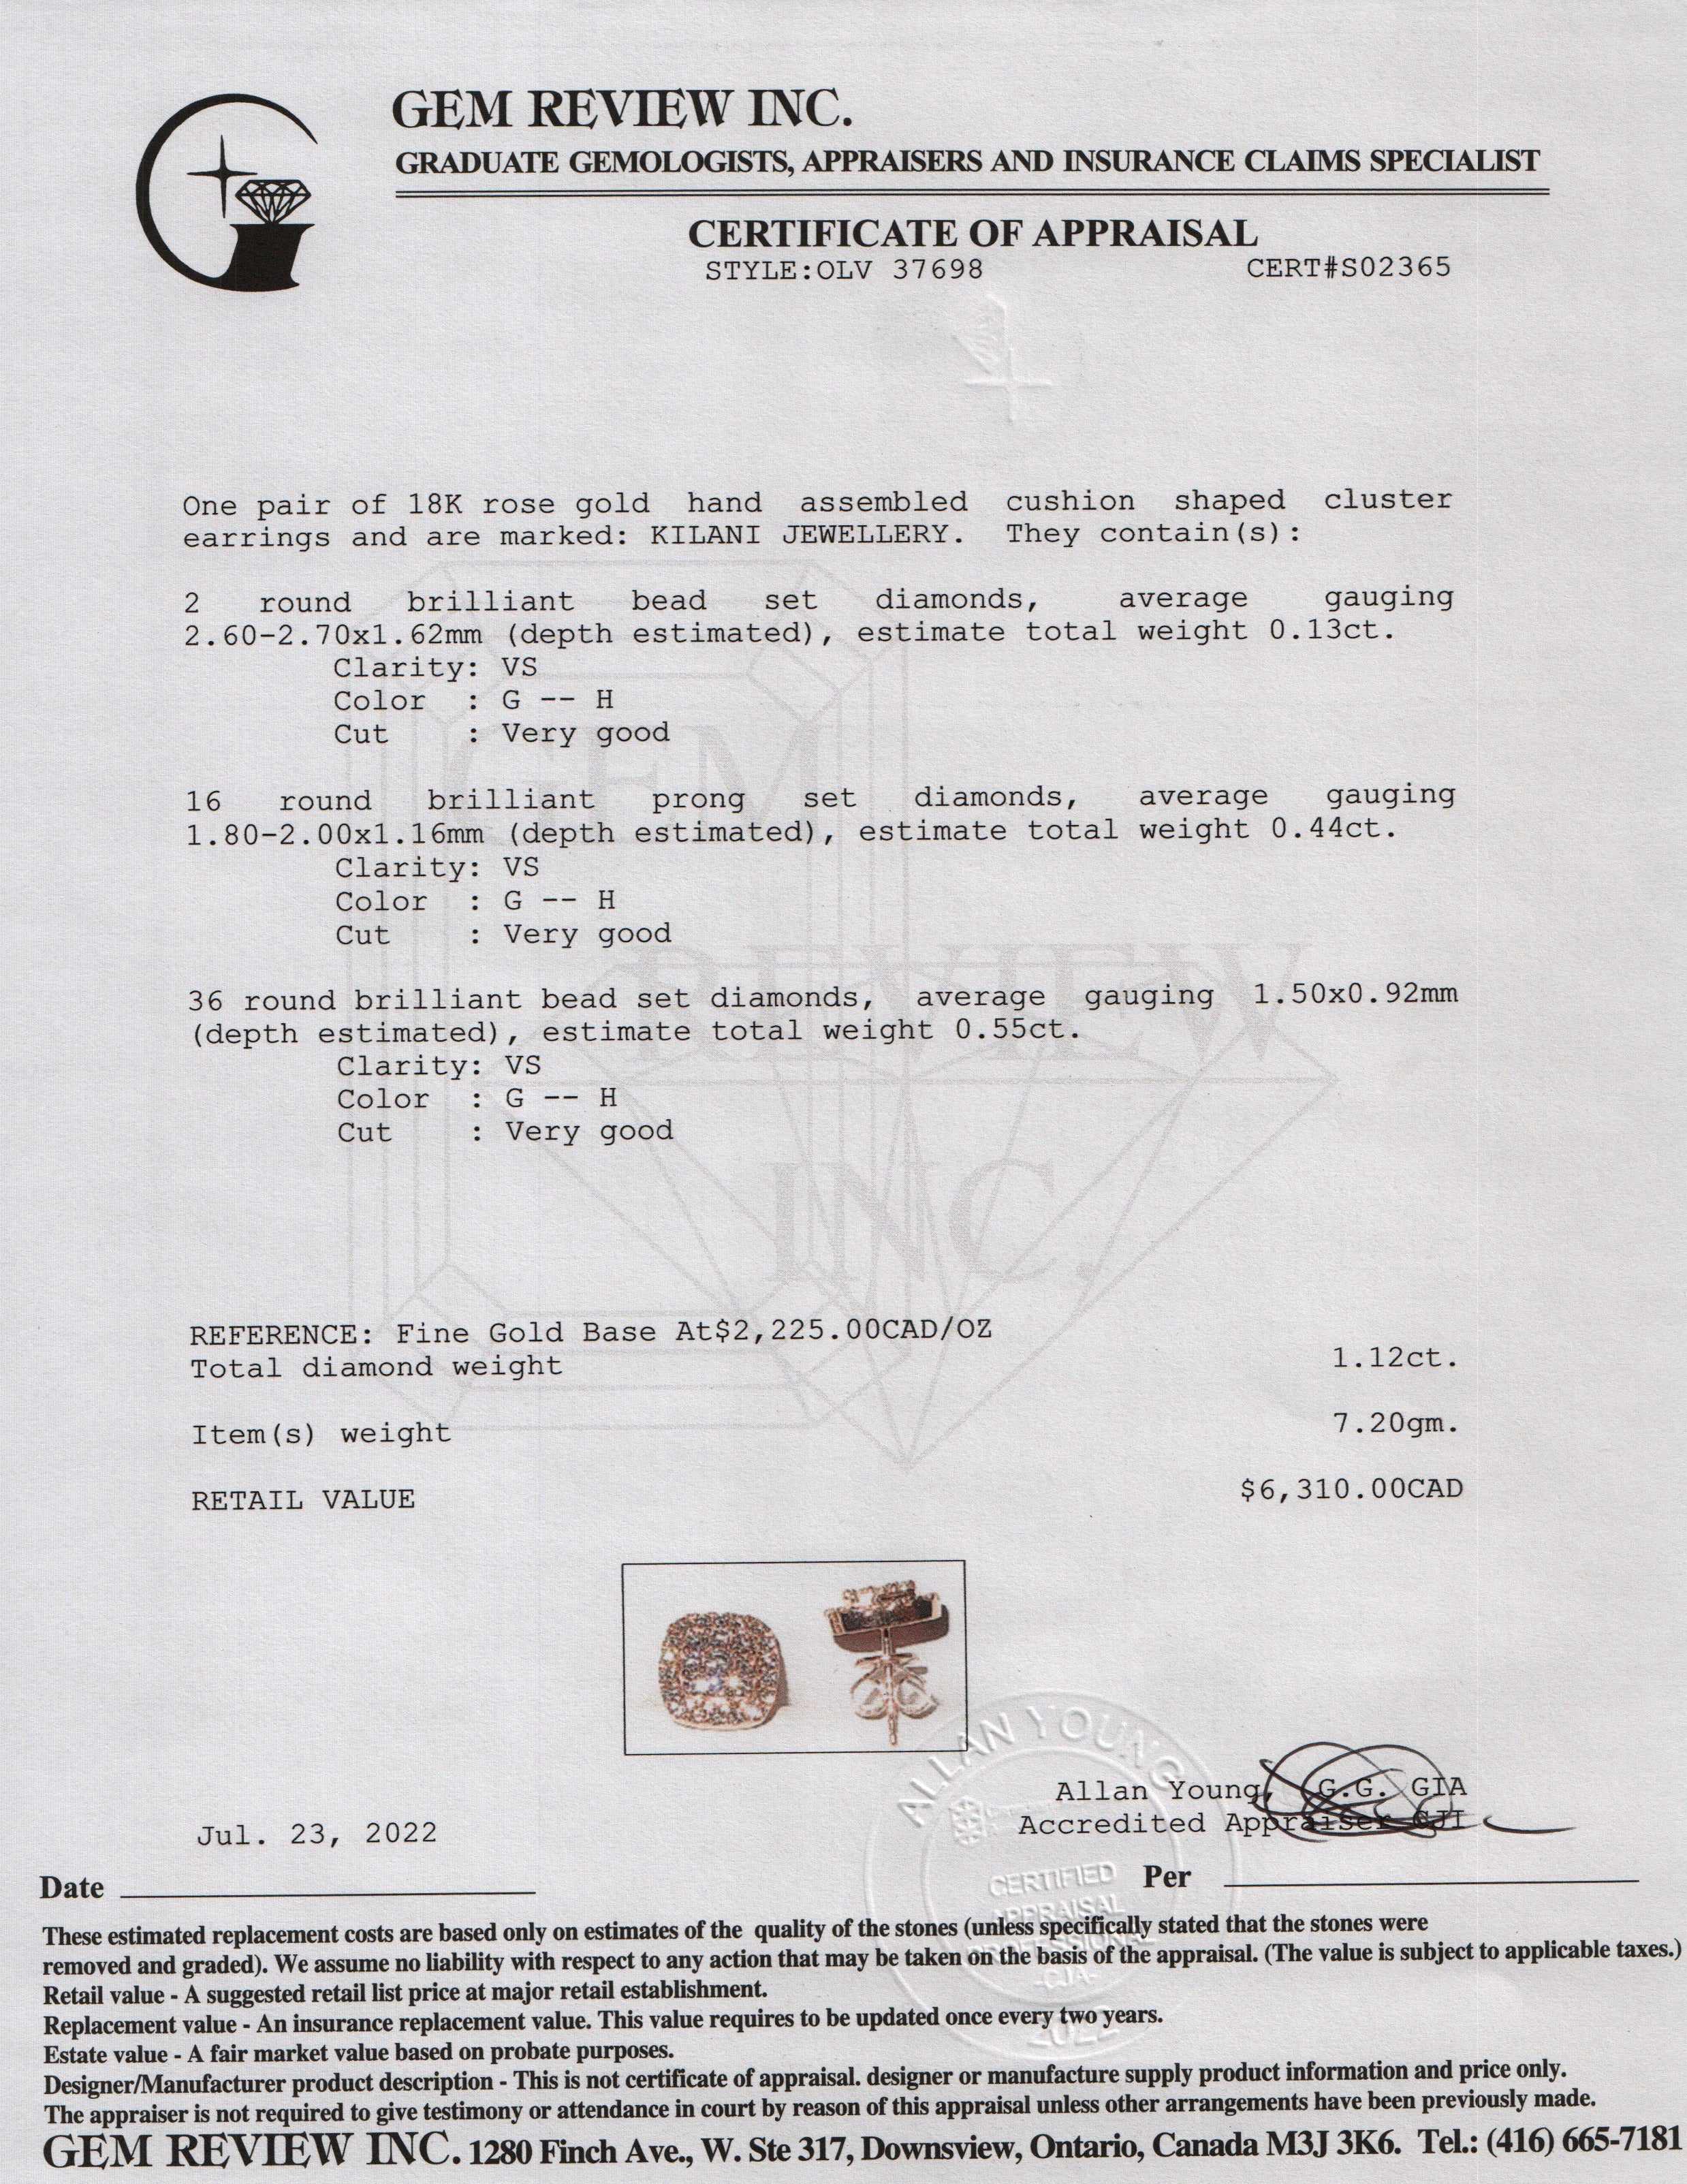 GEM REVIEW INC.
GRADUATE GEMOLOGISTS, APPRAISERS AND INSURANCE CLAIMS SPECIALIST
CERTIFICATE OF APPRAISAL
STYLE:OLV 37698 CERT#S02365
One pair of 18K rose gold hand assembled cushion shaped cluster
earrings and are marked: KILANI JEWELLERY. They contain(s):
2 round brilliant bead set diamonds, average gauging
2.60-2.70x1.62mm (depth estimated), estimate total weight 0.13ct.
Clarity: VS
Color : G -- H
Cut : Very good
16 round brilliant prong set diamonds, average gauging
1.80-2.00x1.16mm (depth estimated), estimate total weight 0.44ct.
Clarity: VS
Color : G -- H
Cut : Very good
36 round brilliant bead set diamonds, average gauging 1.50x0.92mm
(depth estimated), estimate total weight 0.55ct.
Clarity: VS
Color : G -- H
Cut : Very good
GEM
REVIEW
INC.
REFERENCE: Fine Gold Base At$2,225.00CAD/OZ
Total diamond weight 1.12ct.
Item(s) weight 7.20gm.
RETAIL VALUE $6,310.00CAD
ALLAN YOUNG
CERTIFIED
APPRAISAL
PROFESSIONAL
-CJA-
2022
Allan Young, G.G. GIA
Accredited Appraiser CJI
Jul. 23, 2022
Date
Per
These estimated replacement costs are based only on estimates of the quality of the stones (unless specifically stated that the stones were
removed and graded). We assume no liability with respect to any action that may be taken on the basis of the appraisal. (The value is subject to applicable taxes.)
Retail value - A suggested retail list price at major retail establishment.
Replacement value - An insurance replacement value. This value requires to be updated once every two years.
Estate value - A fair market value based on probate purposes.
Designer/Manufacturer product description - This is not certificate of appraisal. designer or manufacture supply product information and price only.
The appraiser is not required to give testimony or attendance in court by reason of this appraisal unless other arrangements have been previously made.
GEM REVIEW INC. 1280 Finch Ave., W. Ste 317, Downsview, Ontario, Canada M3J 3K6. Tel.: (416) 665-7181